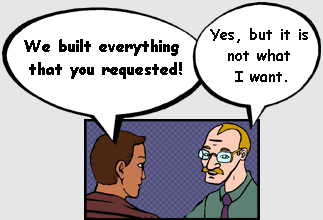 We built everything
that you requested!
Yes, but it is
not what
I want.